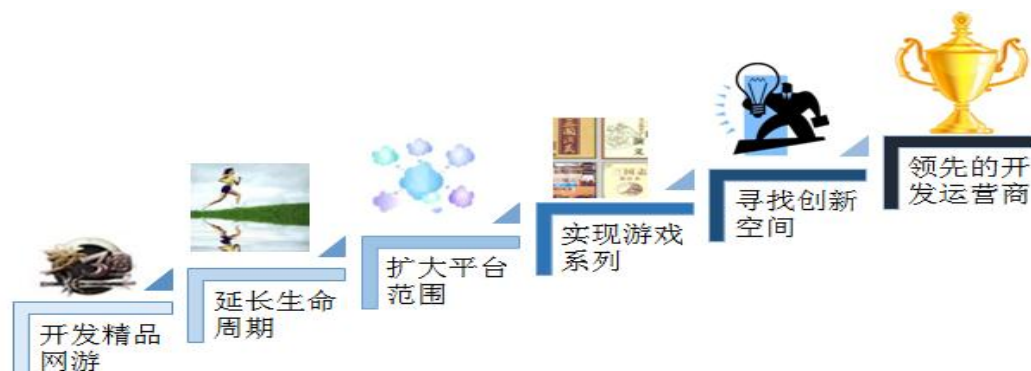 开发精品
网游
延长生命
周期
扩大平台
范围
实现游戏
系列
寻找创新
空间
领先的开
发运营商